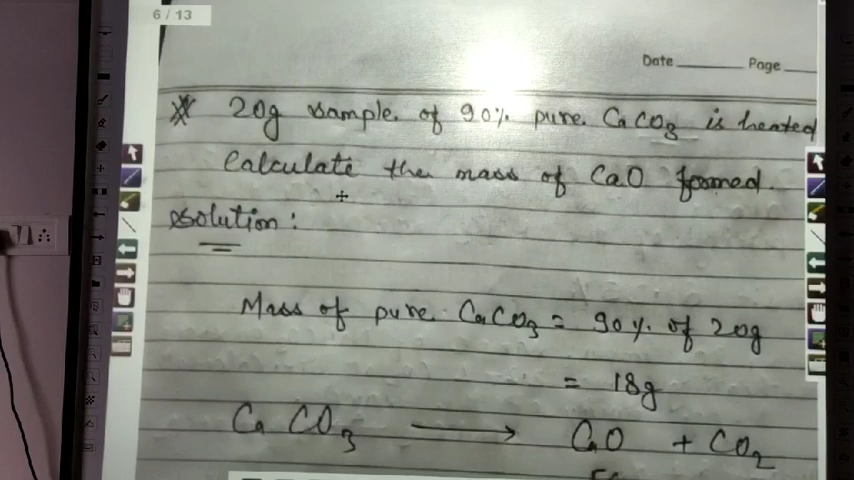 6 / 13
Date Page
20g sample of 90% pure CaCO3 is heated
Calculate the mass of CaO formed.
Solution:
Mass of pure CaCO3 = 90% of 20g
= 18g
CaCO3 → CaO + CO2